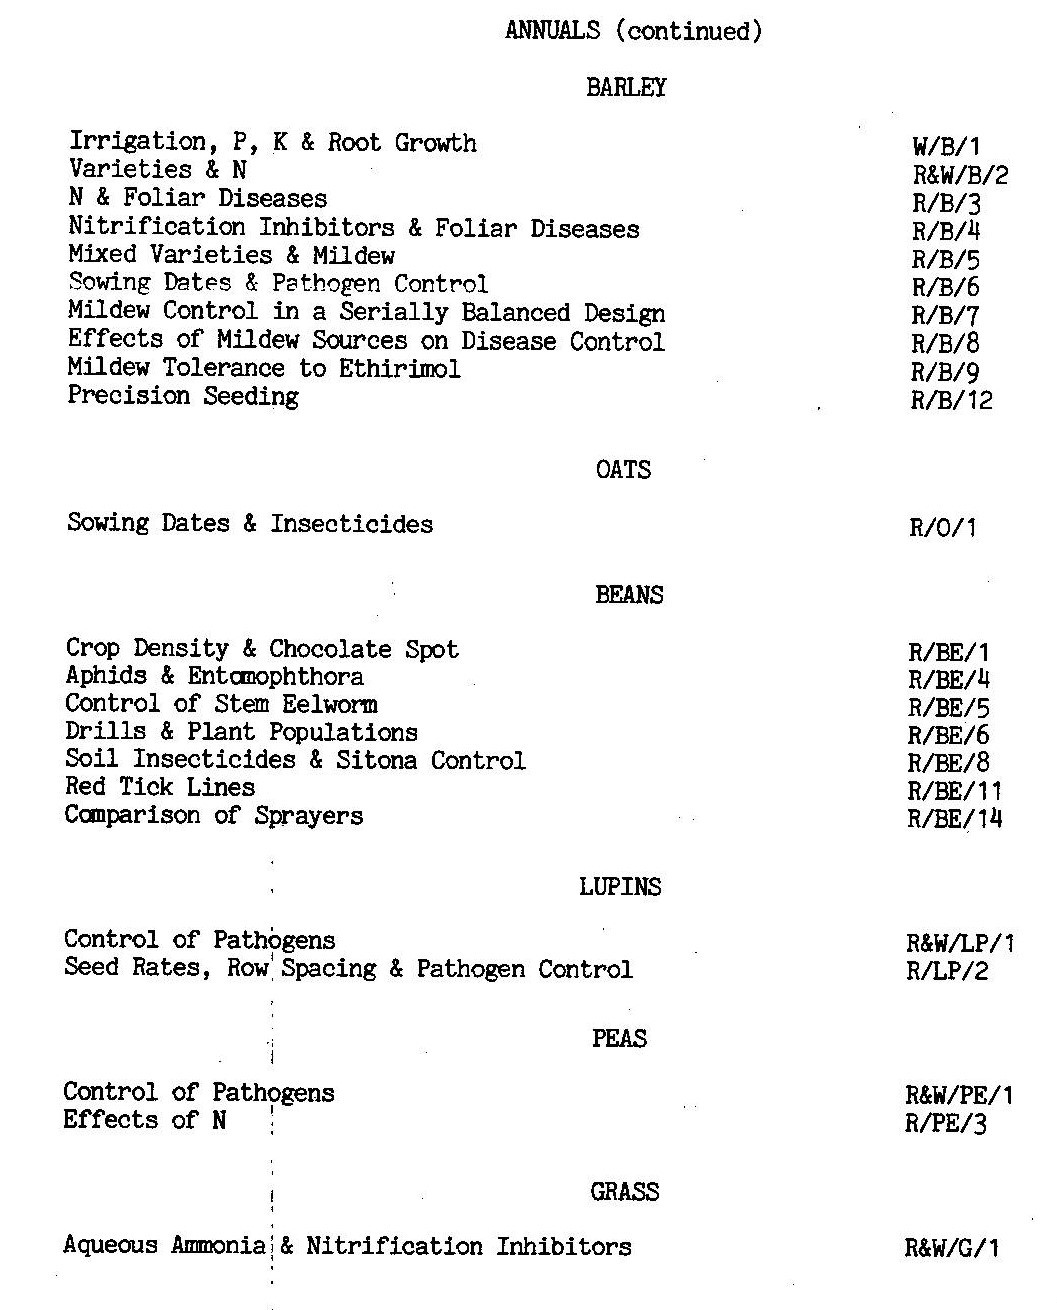 ANNUALS (continued)
BARLEY
Irrigation, P, K & Root Growth W/B/1
Varieties & N R&W/B/2
N & Foliar Diseases R/B/3
Nitrification Inhibitors & Foliar Diseases R/B/4
Mixed Varieties & Mildew R/B/5
Sowing Dates & Pathogen Control R/B/6
Mildew Control in a Serially Balanced Design R/B/7
Effects of Mildew Sources on Disease Control R/B/8
Mildew Tolerance to Ethirimol R/B/9
Precision Seeding R/B/12
OATS
Sowing Dates & Insecticides R/O/1
BEANS
Crop Density & Chocolate Spot R/BE/1
Aphids & Entomophthora R/BE/4
Control of Stem Eelworm R/BE/5
Drills & Plant Populations R/BE/6
Soil Insecticides & Sitona Control R/BE/8
Red Tick Lines R/BE/11
Comparison of Sprayers R/BE/14
LUPINS
Control of Pathogens R&W/LP/1
Seed Rates, Row Spacing & Pathogen Control R/LP/2
PEAS
Control of Pathogens R&W/PE/1
Effects of N R/PE/3
GRASS
Aqueous Ammonia & Nitrification Inhibitors R&W/G/1